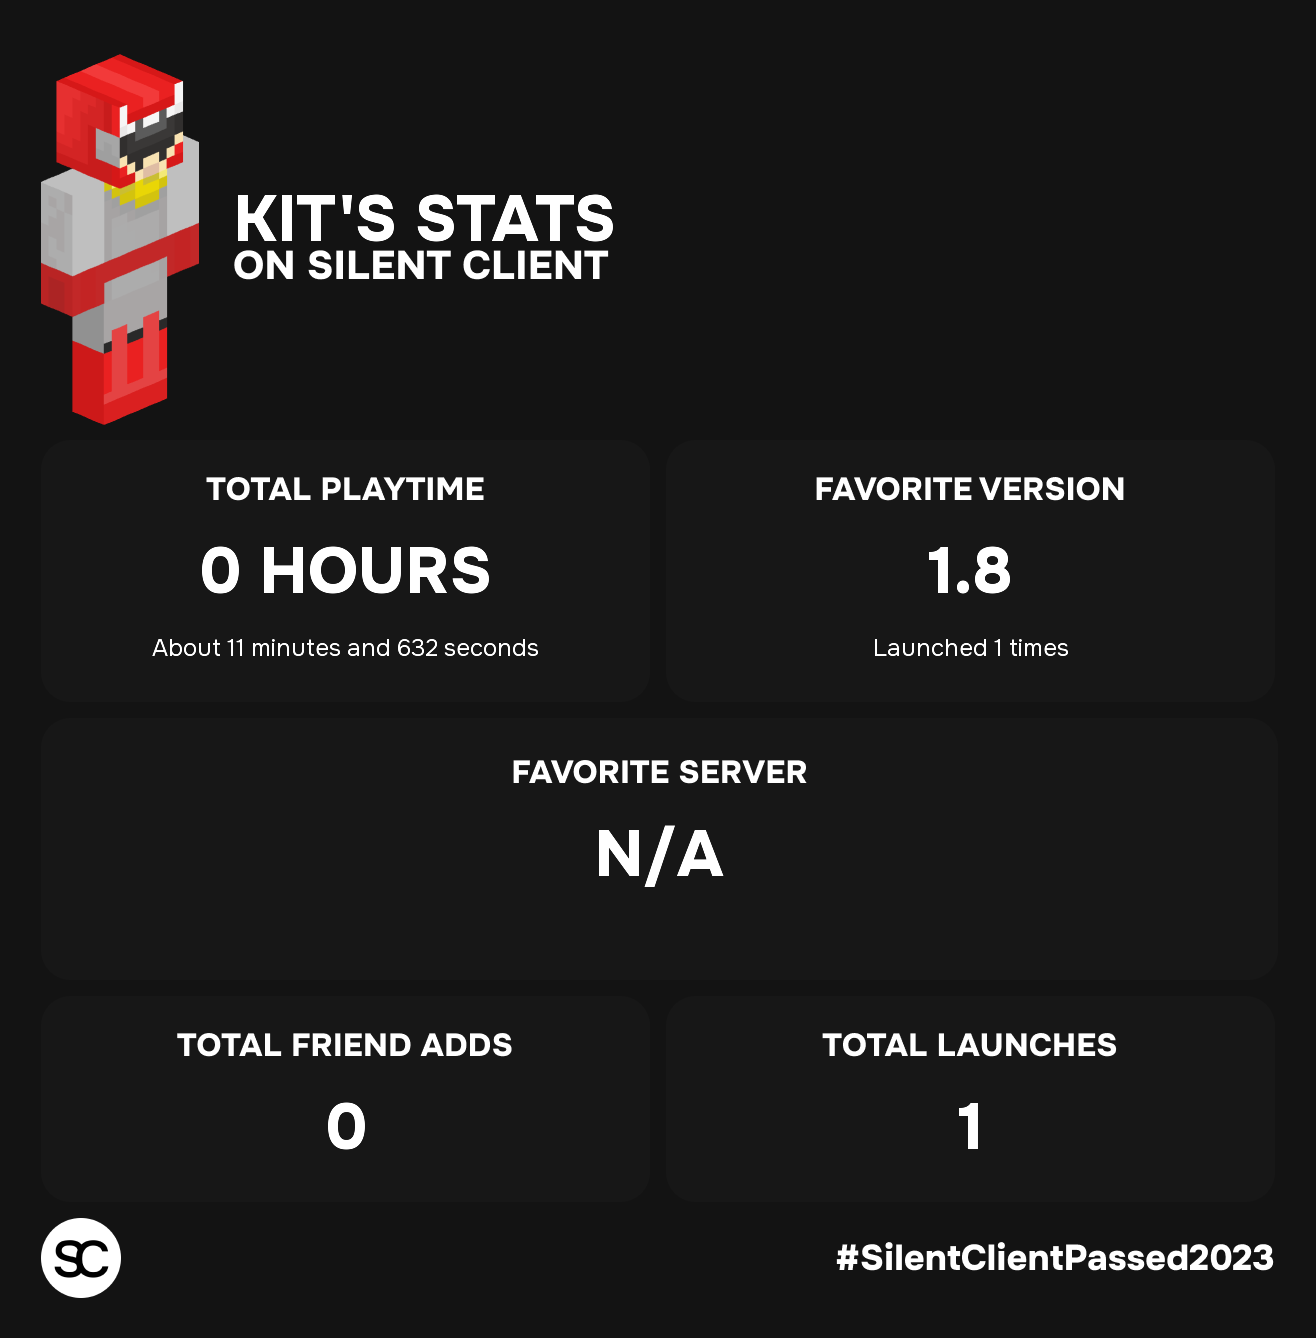 KIT'S STATS
ON SILENT CLIENT
TOTAL PLAYTIME
0 HOURS
About 11 minutes and 632 seconds
FAVORITE VERSION
1.8
Launched 1 times
FAVORITE SERVER
N/A
TOTAL FRIEND ADDS
0
TOTAL LAUNCHES
1
SC
#SilentClientPassed2023